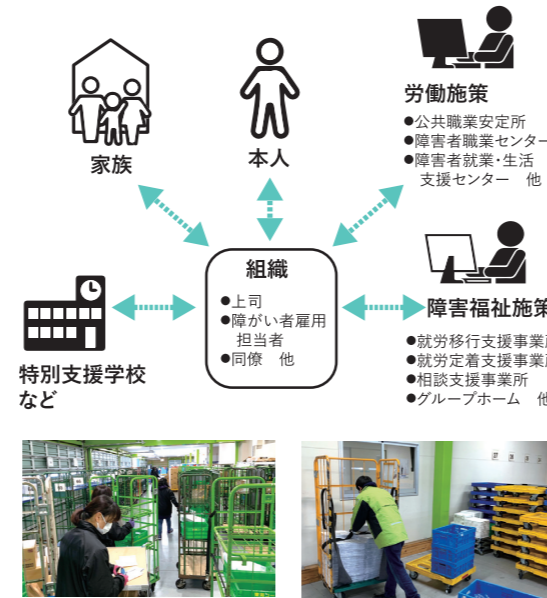 家族
本人
労働施策
●公共職業安定所
●障害者職業センター
●障害者就業・生活
支援センター 他
組織
●上司
●障がい者雇用
担当者
●同僚 他
特別支援学校
など
障害福祉施策
●就労移行支援事業所
●就労定着支援事業所
●相談支援事業所
●グループホーム 他